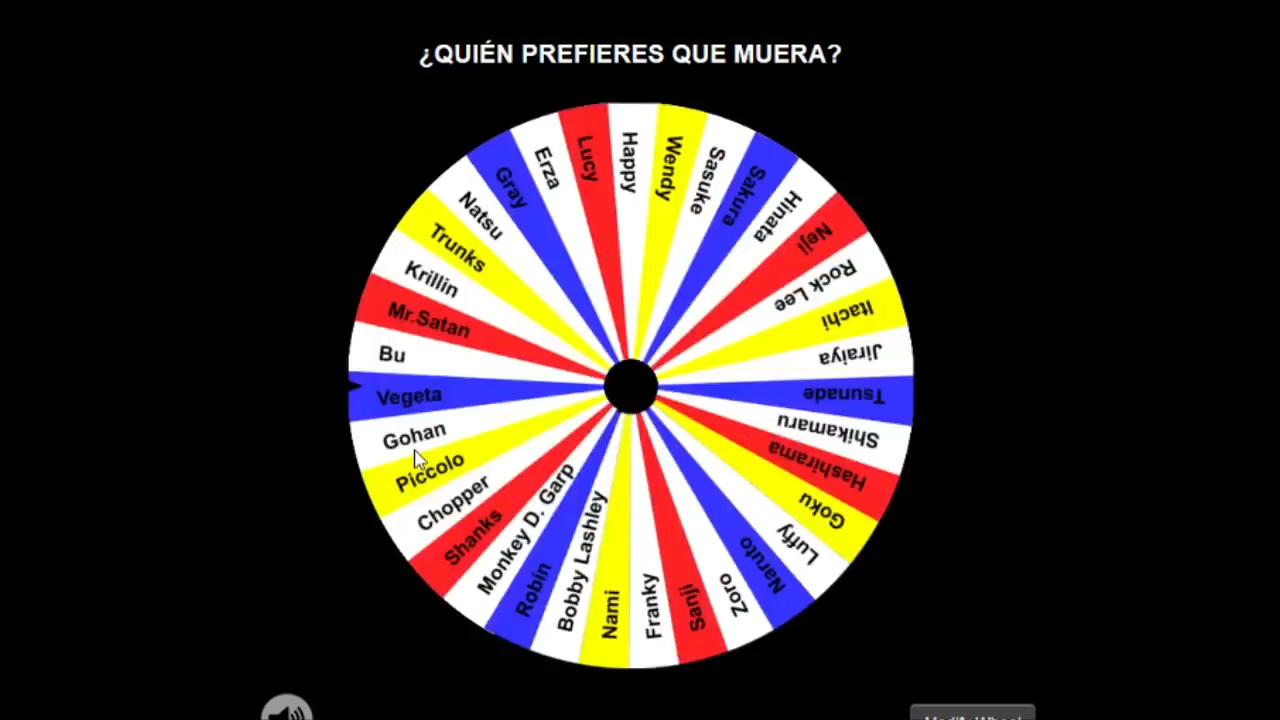 ¿QUIÉN PREFIERES QUE MUERA?
Happy
Wendy
Sasuke
Sakura
Hinata
Neji
Rock Lee
Itachi
Jiraiya
Tsunade
Shikamaru
Hashirama
Goku
Luffy
Naruto
Zoro
Sanji
Franky
Nami
Bobby Lashley
Robin
Monkey D. Garp
Shanks
Chopper
Piccolo
Gohan
Vegeta
Bu
Mr.Satan
Krillin
Trunks
Natsu
Gray
Erza
Lucy